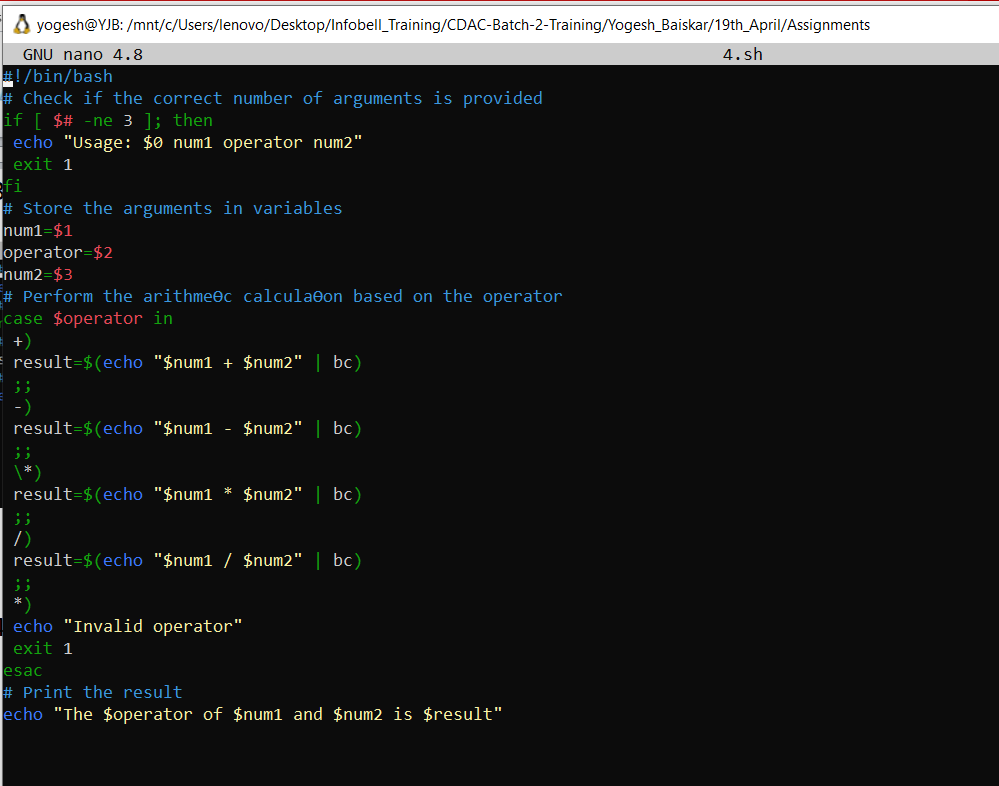 yogesh@YJB: /mnt/c/Users/lenovo/Desktop/Infobell_Training/CDAC-Batch-2-Training/Yogesh_Baiskar/19th_April/Assignments
GNU nano 4.8 4.sh
#!/bin/bash
# Check if the correct number of arguments is provided
if [ $# -ne 3 ]; then
 echo "Usage: $0 num1 operator num2"
 exit 1
fi
# Store the arguments in variables
num1=$1
operator=$2
num2=$3
# Perform the arithmeƟc calculaƟon based on the operator
case $operator in
 +)
 result=$(echo "$num1 + $num2" | bc)
 ;;
 -)
 result=$(echo "$num1 - $num2" | bc)
 ;;
 \*)
 result=$(echo "$num1 * $num2" | bc)
 ;;
 /)
 result=$(echo "$num1 / $num2" | bc)
 ;;
 *)
 echo "Invalid operator"
 exit 1
esac
# Print the result
echo "The $operator of $num1 and $num2 is $result"